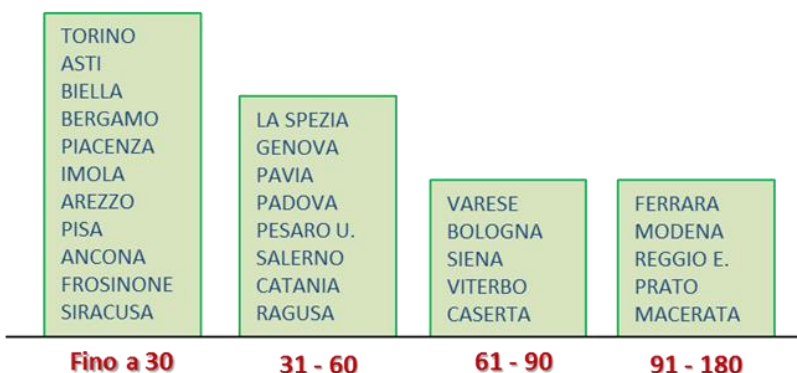 TORINO
ASTI
BIELLA
BERGAMO
PIACENZA
IMOLA
AREZZO
PISA
ANCONA
FROSINONE
SIRACUSA
LA SPEZIA
GENOVA
PAVIA
PADOVA
PESARO U.
SALERNO
CATANIA
RAGUSA
VARESE
BOLOGNA
SIENA
VITERBO
CASERTA
FERRARA
MODENA
REGGIO E.
PRATO
MACERATA
Fino a 30
31 - 60
61 - 90
91 - 180